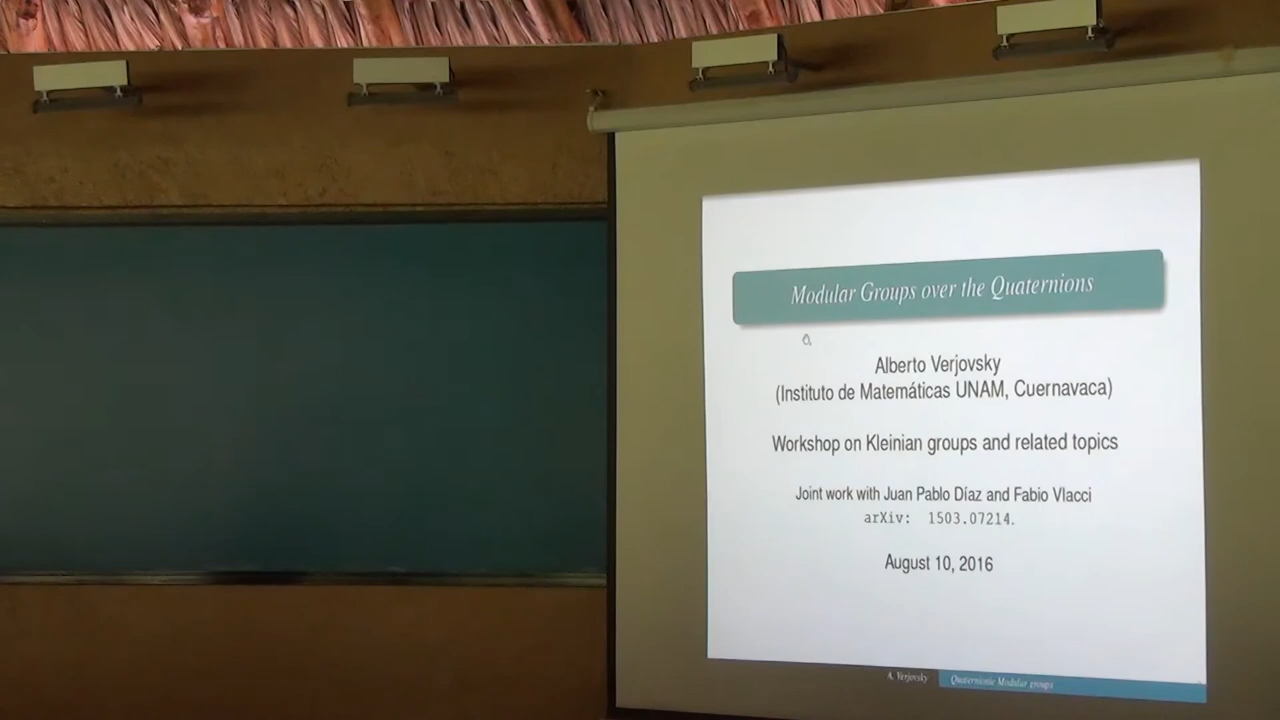 Modular Groups over the Quaternions
Alberto Verjovsky
(Instituto de Matemáticas UNAM, Cuernavaca)
Workshop on Kleinian groups and related topics
Joint work with Juan Pablo Díaz and Fabio Vlacci
arXiv: 1503.07214.
August 10, 2016
A. Verjovsky Quaternionic Modular groups